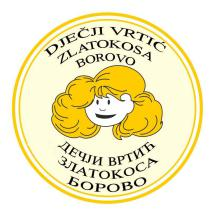 DJEČJI VRTIĆ
ZLATOKOSA
BOROVO
ДЕЧЈИ ВРТИЋ
ЗЛАТОКОСА
БОРОВО